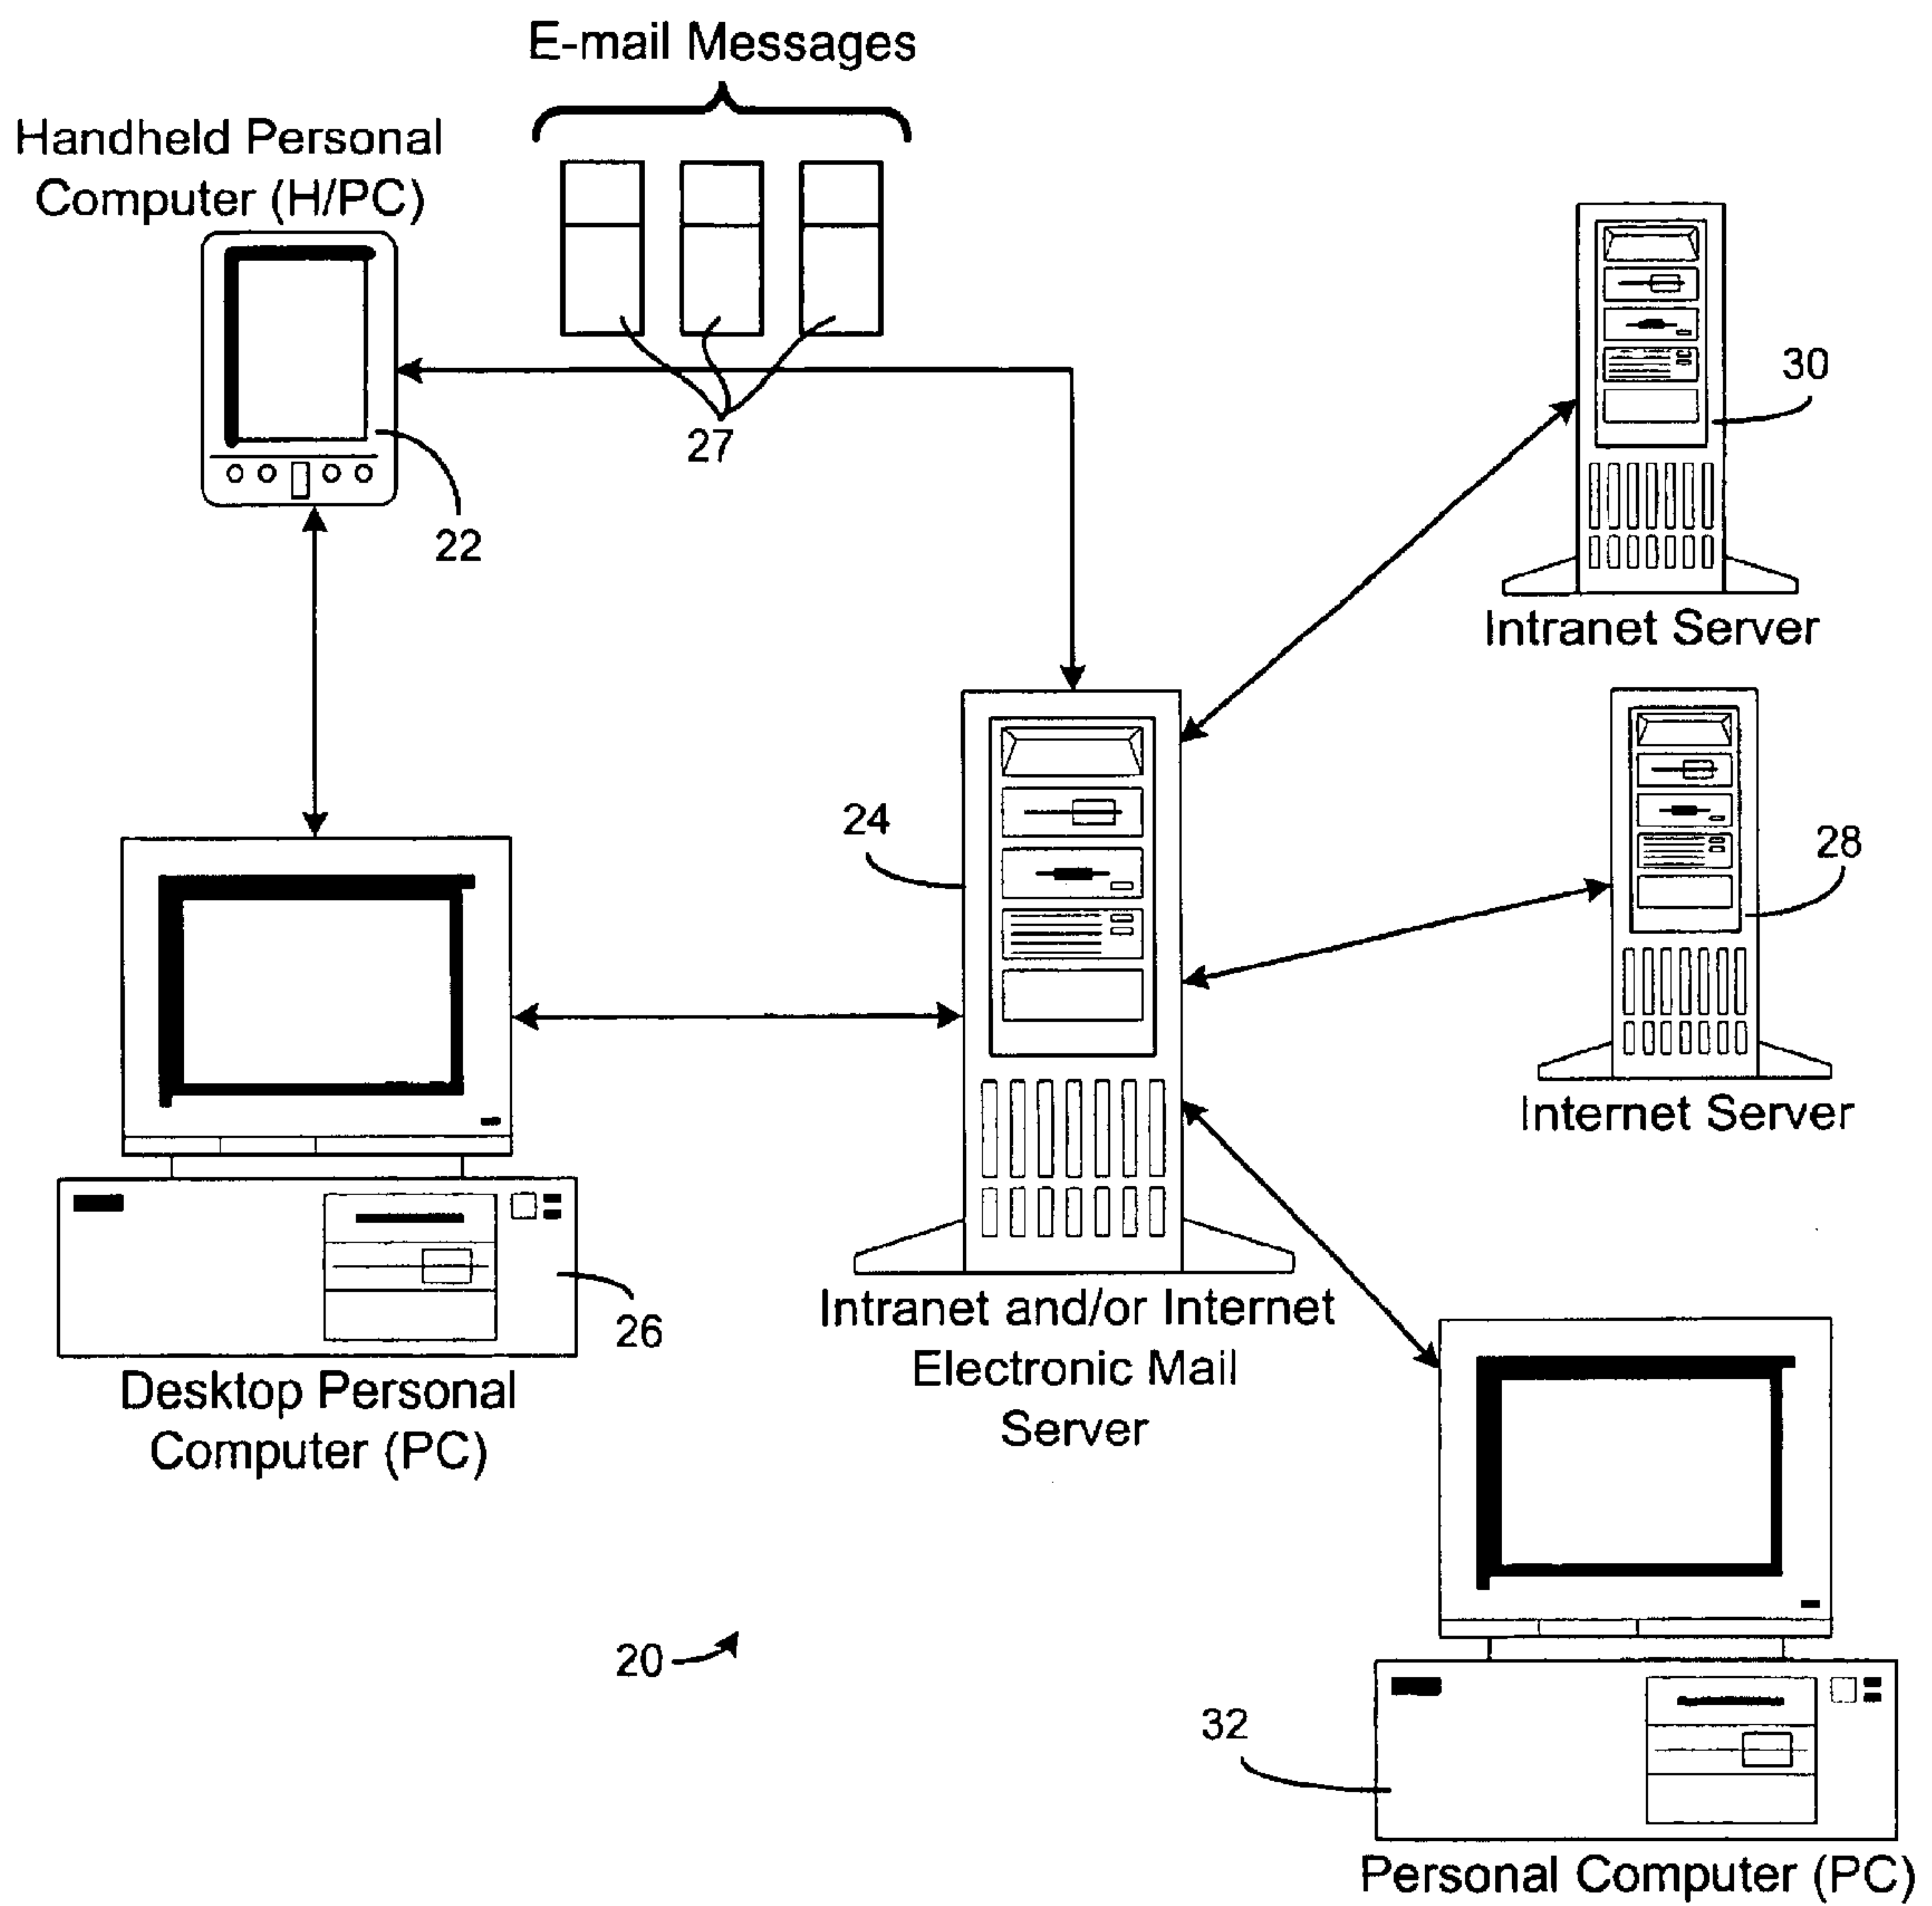 E-mail Messages
Handheld Personal
Computer (H/PC)
27
22
30
Intranet Server
24
28
Internet Server
26
Desktop Personal
Computer (PC)
Intranet and/or Internet
Electronic Mail
Server
20
32
Personal Computer (PC)